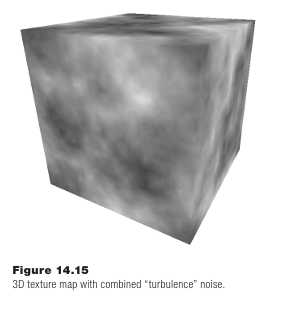 Figure 14.15
3D texture map with combined “turbulence” noise.